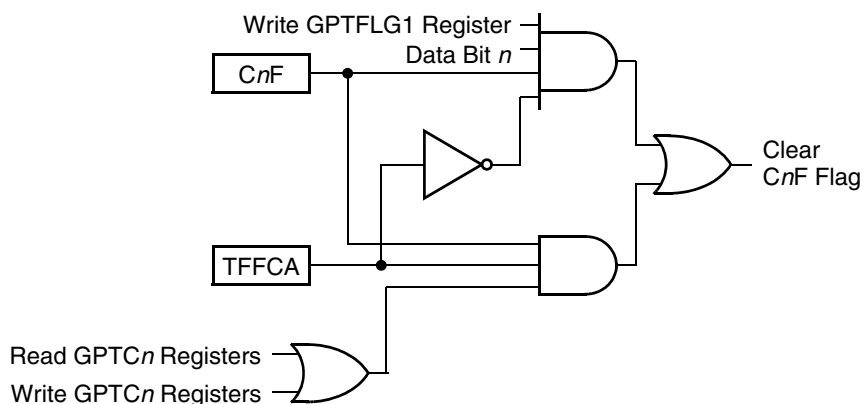 Write GPTFLG1 Register
Data Bit n
CnF
Clear
CnF Flag
TFFCA
Read GPTCn Registers
Write GPTCn Registers